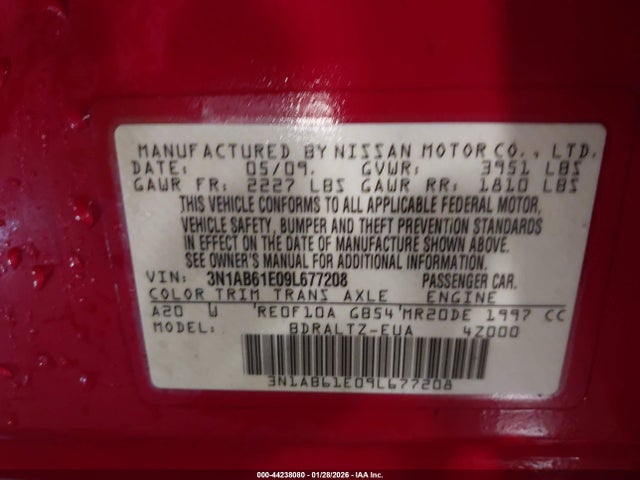 MANUFACTURED BY NISSAN MOTOR CO., LTD.
DATE: 05/09. GVWR: 3951 LBS
GAWR FR: 2227 LBS GAWR RR: 1810 LBS
THIS VEHICLE CONFORMS TO ALL APPLICABLE FEDERAL MOTOR,
VEHICLE SAFETY, BUMPER AND THEFT PREVENTION STANDARDS
IN EFFECT ON THE DATE OF MANUFACTURE SHOWN ABOVE.
SEE OWNER'S MANUAL FOR ADDITIONAL INFORMATION.
VIN: 3N1AB61E09L677208 PASSENGER CAR.
COLOR TRIM TRANS AXLE ENGINE
A20 W 'RE0F10A GB54'MR20DE 1997 CC
MODEL: BDRALTZ-EUA 4Z000
3N1AB61E09L677208
000-44238080 - 01/28/2026 - IAA Inc.